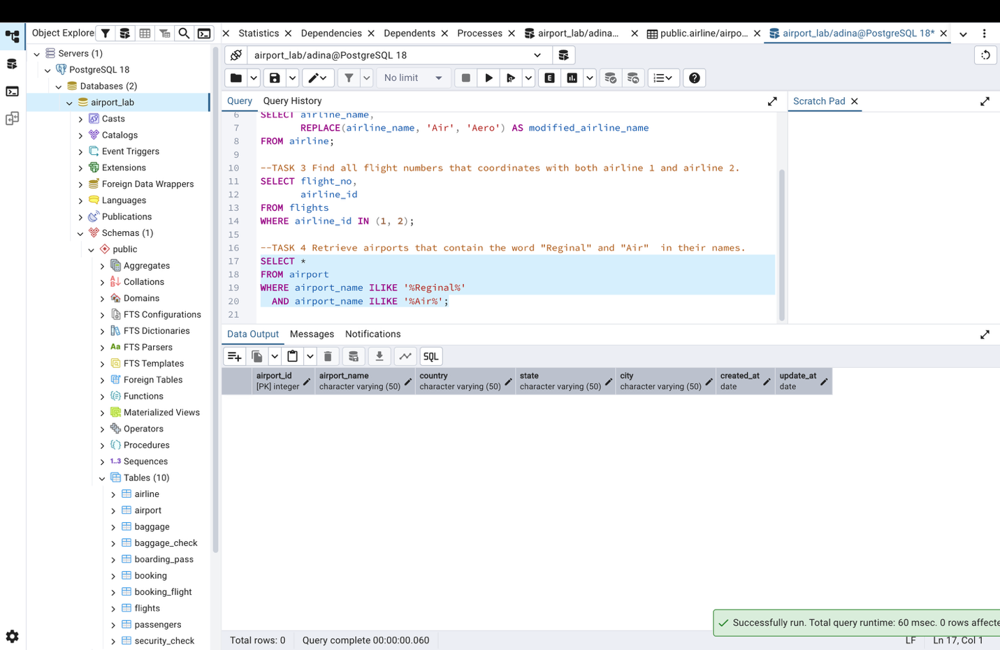 Object Explore
Statistics
Dependencies
Dependents
Processes
airport_lab/adina...
public.airline/airpo...
airport_lab/adina@PostgreSQL 18*
Servers (1)
PostgreSQL 18
Databases (2)
airport_lab
Casts
Catalogs
Event Triggers
Extensions
Foreign Data Wrappers
Languages
Publications
Schemas (1)
public
Aggregates
Collations
Domains
FTS Configurations
FTS Dictionaries
Aa FTS Parsers
FTS Templates
Foreign Tables
Functions
Materialized Views
Operators
Procedures
1..3 Sequences
Tables (10)
airline
airport
baggage
baggage_check
boarding_pass
booking
booking_flight
flights
passengers
security_check
airport_lab/adina@PostgreSQL 18
No limit
E
Query
Query History
Scratch Pad
6 SELECT airline_name,
7 REPLACE(airline_name, 'Air', 'Aero') AS modified_airline_name
8 FROM airline;
9
10 --TASK 3 Find all flight numbers that coordinates with both airline 1 and airline 2.
11 SELECT flight_no,
12 airline_id
13 FROM flights
14 WHERE airline_id IN (1, 2);
15
16 --TASK 4 Retrieve airports that contain the word "Reginal" and "Air"  in their names.
17 SELECT *
18 FROM airport
19 WHERE airport_name ILIKE '%Reginal%'
20 AND airport_name ILIKE '%Air%';
21
Data Output
Messages
Notifications
SQL
airport_id
[PK] integer
airport_name
character varying (50)
country
character varying (50)
state
character varying (50)
city
character varying (50)
created_at
date
update_at
date
Successfully run. Total query runtime: 60 msec. 0 rows affecte
Total rows: 0
Query complete 00:00:00.060
LF
Ln 17, Col 1